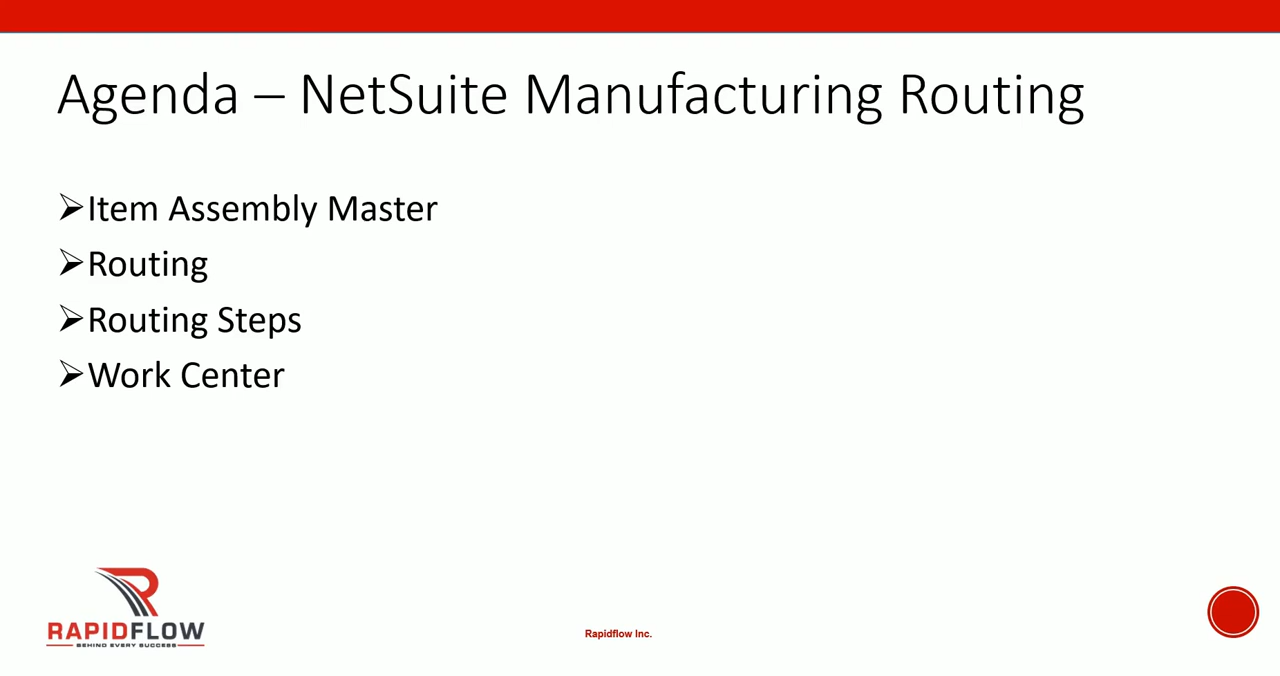 Agenda – NetSuite Manufacturing Routing
➢Item Assembly Master
➢Routing
➢Routing Steps
➢Work Center
RAPIDFLOW
BEHIND EVERY SUCCESS
Rapidflow Inc.